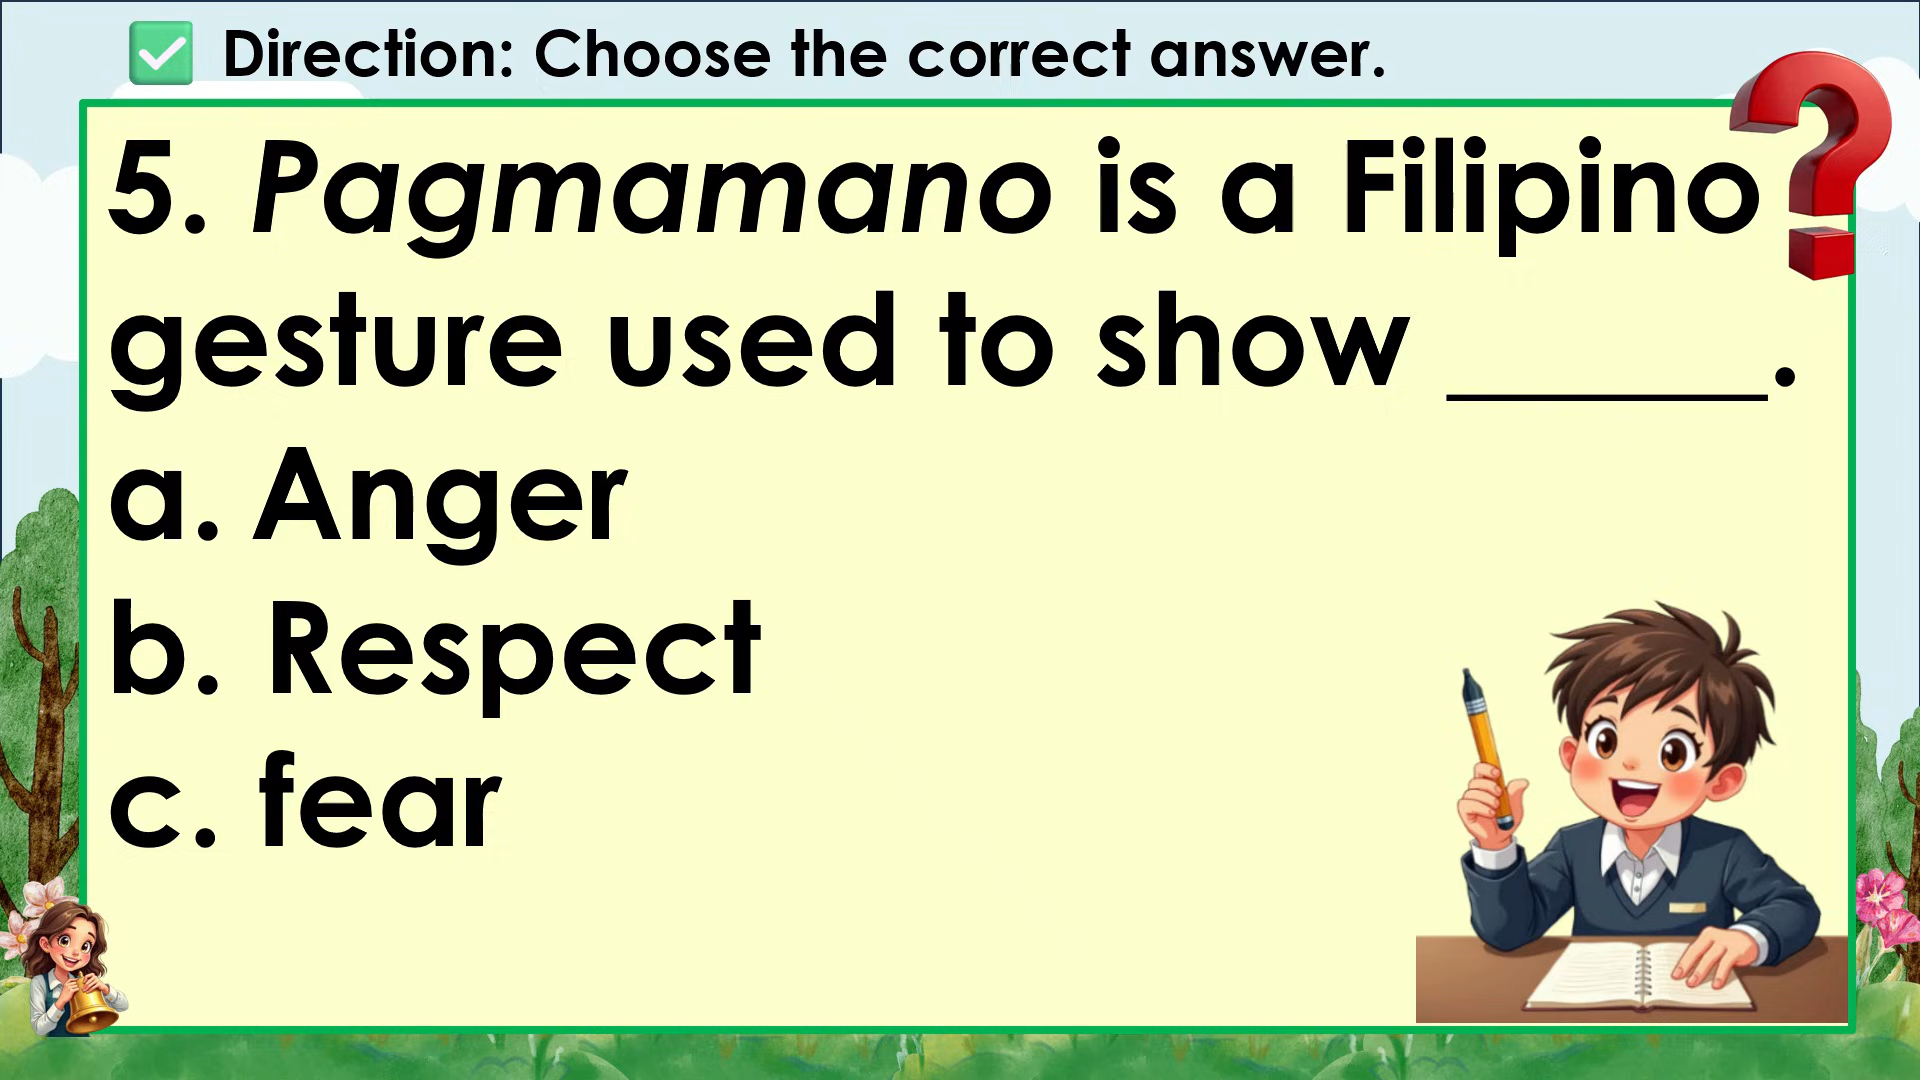 Direction: Choose the correct answer.
5. Pagmamano is a Filipino
gesture used to show ______.
a. Anger
b. Respect
c. fear